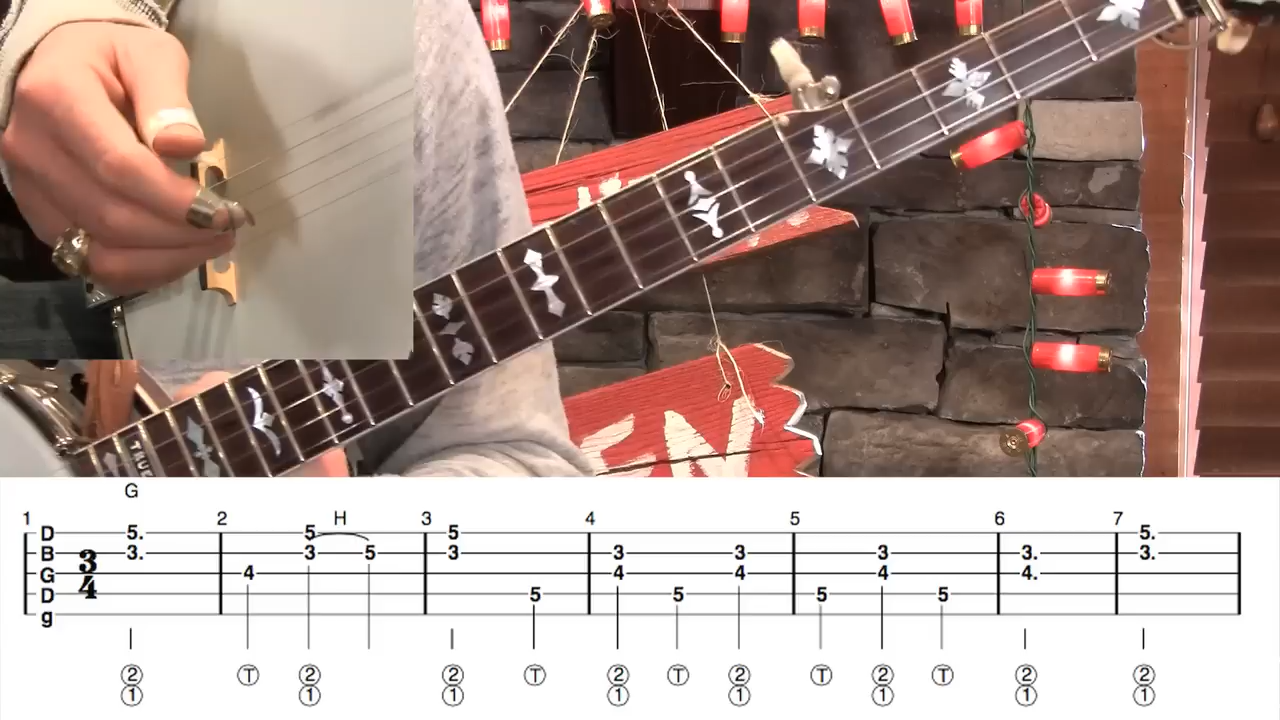 TRUS
EN
G
1 2 H 3 4 5 6 7
D 5. 5 5 5.
B 3. 3 5 3 3 3 3 3. 3.
3
4
G 4 4 4 4 4.
D 5 5 5 5
g
2 T 2 2 T 2 T 2 T 2 T 2 2
1 1 1 1 1 1 1 1